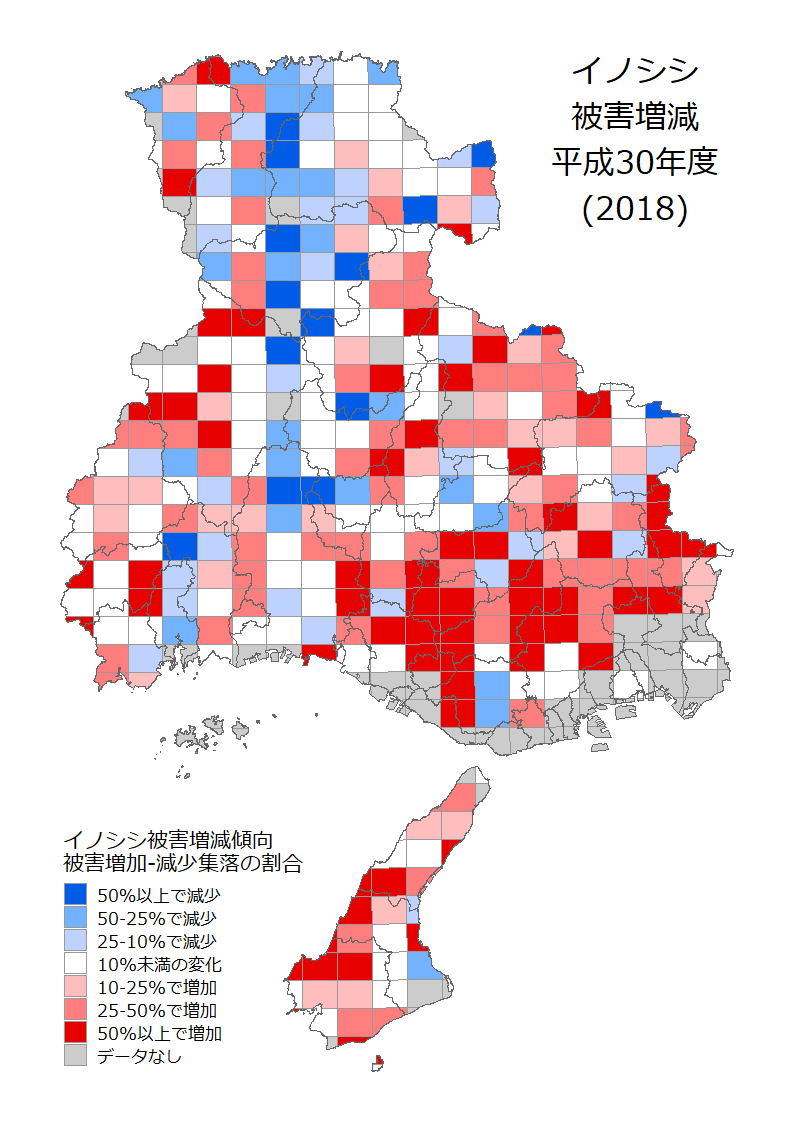 イノシシ
被害増減
平成30年度
(2018)
イノシシ被害増減傾向
被害増加-減少集落の割合
50%以上で減少
50-25%で減少
25-10%で減少
10%未満の変化
10-25%で増加
25-50%で増加
50%以上で増加
データなし